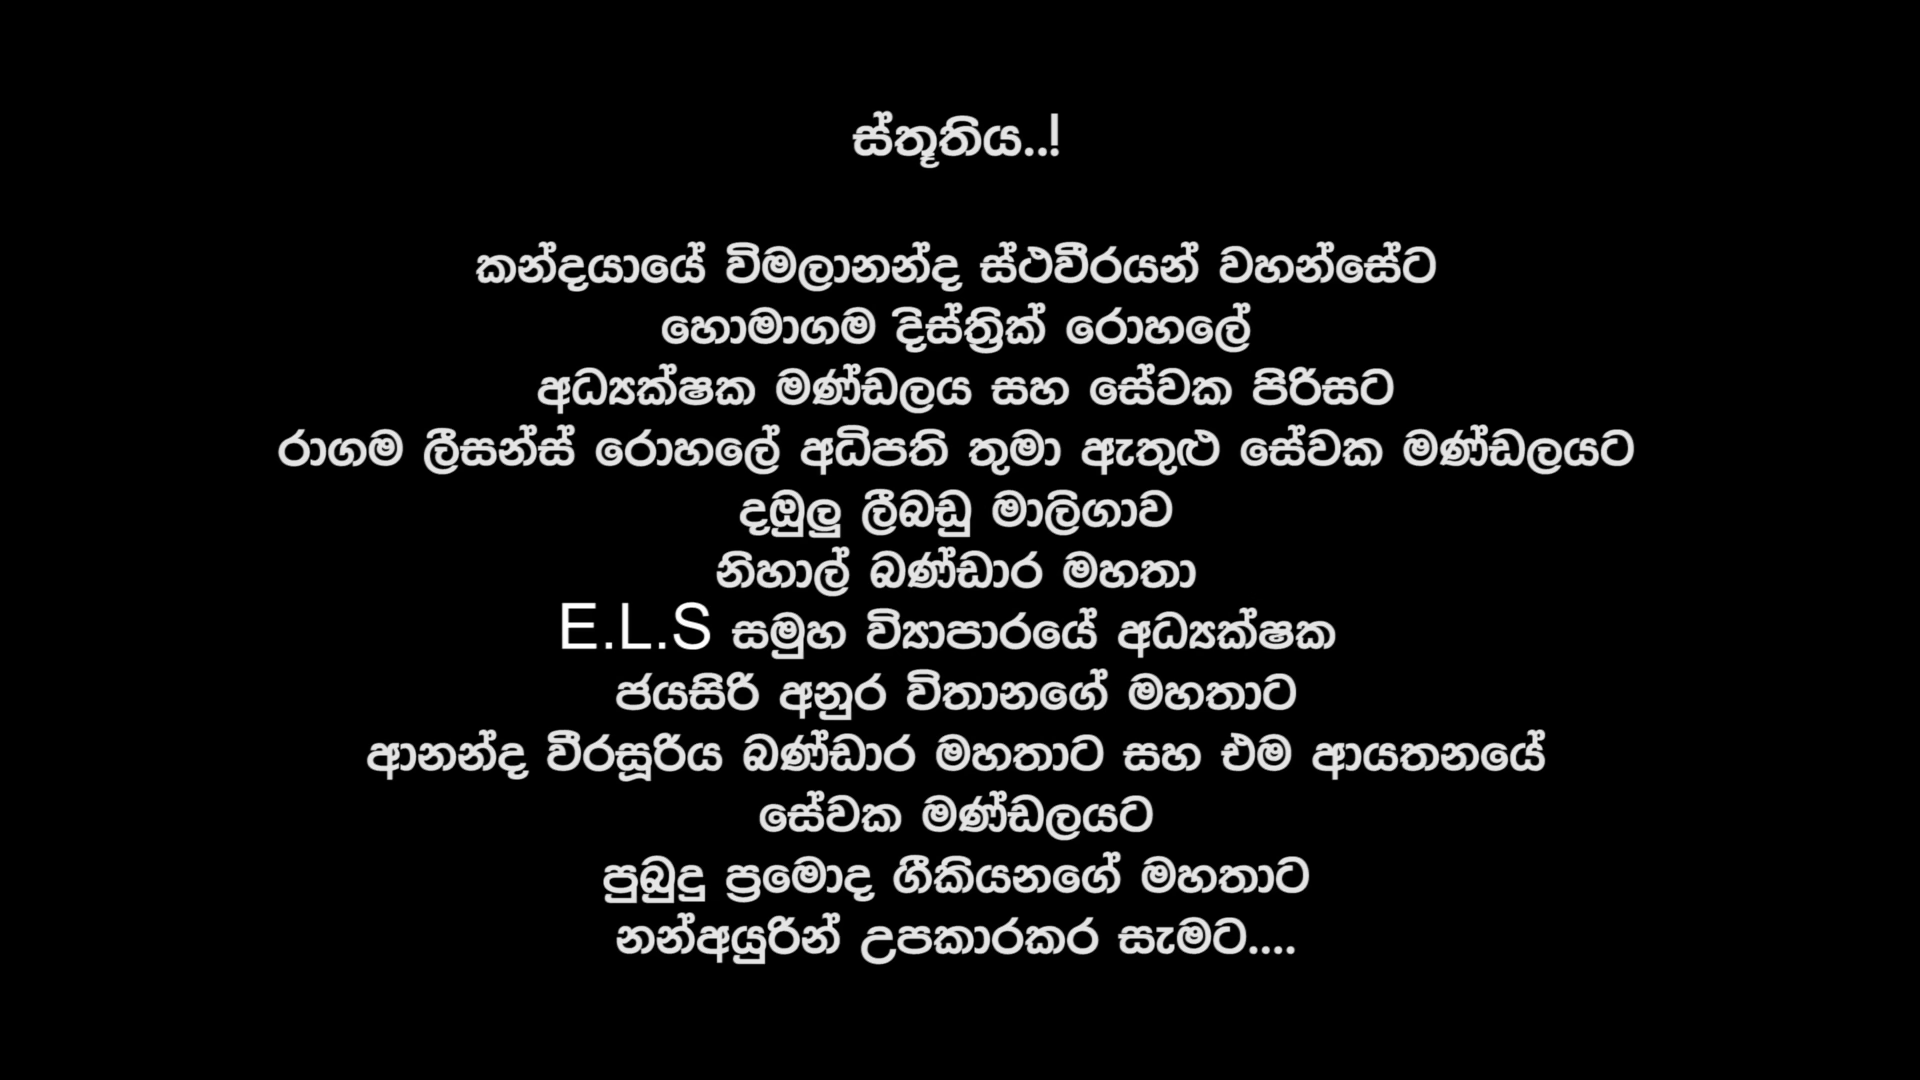 ස්තූතිය..!
කන්දයායේ විමලානන්ද ස්ථවීරයන් වහන්සේට
හොමාගම දිස්ත්‍රික් රොහලේ
අධ්‍යක්ෂක මණ්ඩලය සහ සේවක පිරිසට
රාගම ලීසන්ස් රොහලේ අධිපති තුමා ඇතුළු සේවක මණ්ඩලයට
දඹුලු ලීබඩු මාලිගාව
නිහාල් බණ්ඩාර මහතා
E.L.S සමුහ ව්‍යාපාරයේ අධ්‍යක්ෂක
ජයසිරි අනුර විතානගේ මහතාට
ආනන්ද වීරසූරිය බණ්ඩාර මහතාට සහ එම ආයතනයේ
සේවක මණ්ඩලයට
පුබුදු ප්‍රමොද ගීකියනගේ මහතාට
නන්අයුරින් උපකාරකර සැමට....